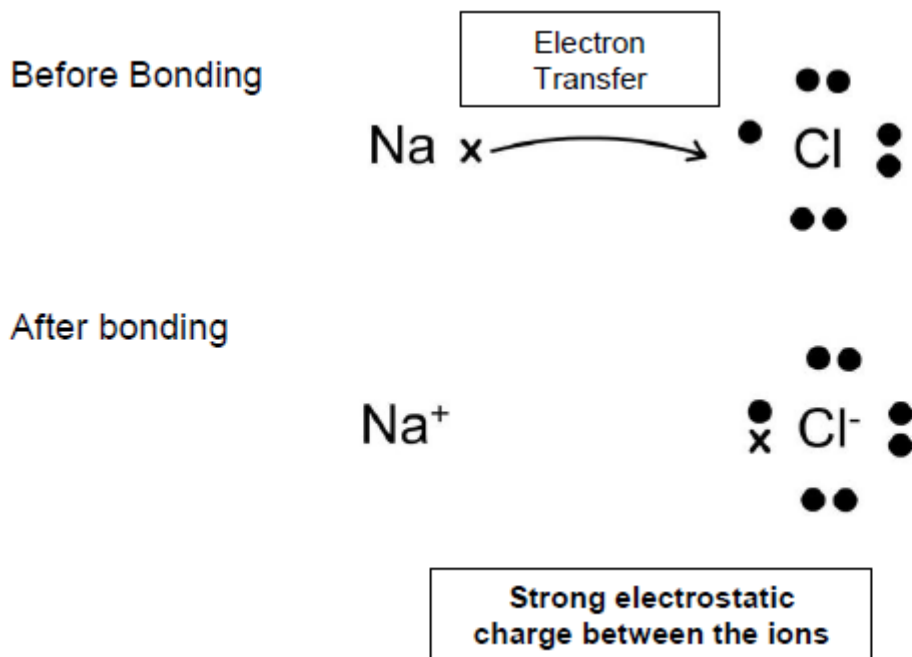 Before Bonding
Electron
Transfer
Na x
Cl
After bonding
Na⁺
x Cl⁻
Strong electrostatic
charge between the ions